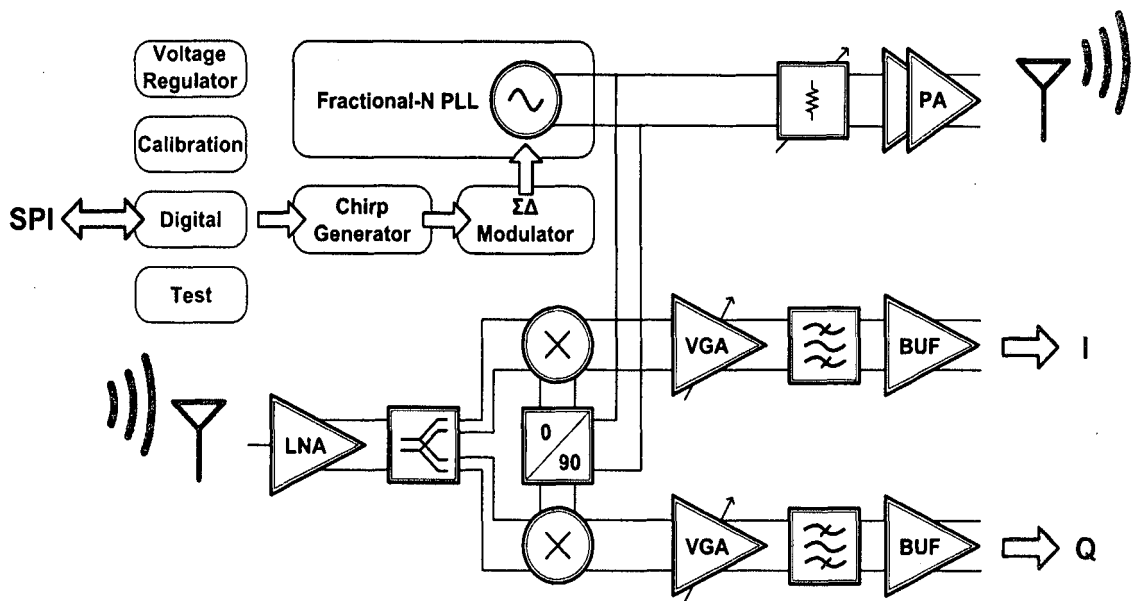 Voltage
Regulator
Fractional-N PLL
PA
Calibration
SPI
Digital
Chirp
Generator
ΣΔ
Modulator
Test
VGA
BUF
I
LNA
0
90
VGA
BUF
Q